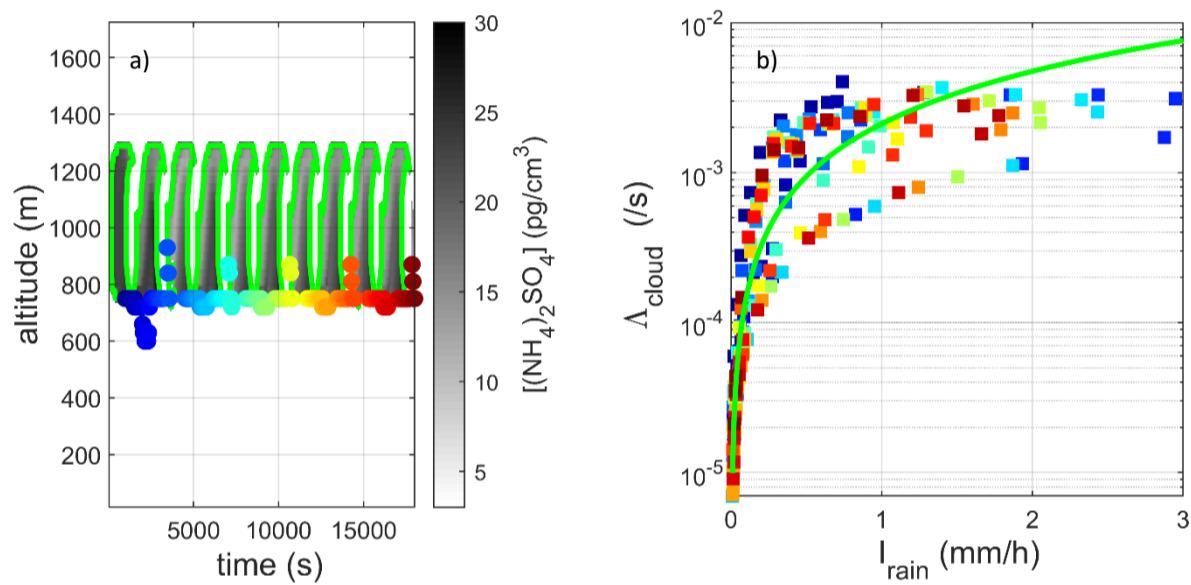 a)
1600
1400
1200
1000
800
600
400
200
altitude (m)
5000 10000 15000
time (s)
30
25
20
15
10
5
[(NH4)2SO4] (pg/cm3)
b)
10-2
10-3
10-4
10-5
Λcloud (/s)
0 1 2 3
Irain (mm/h)